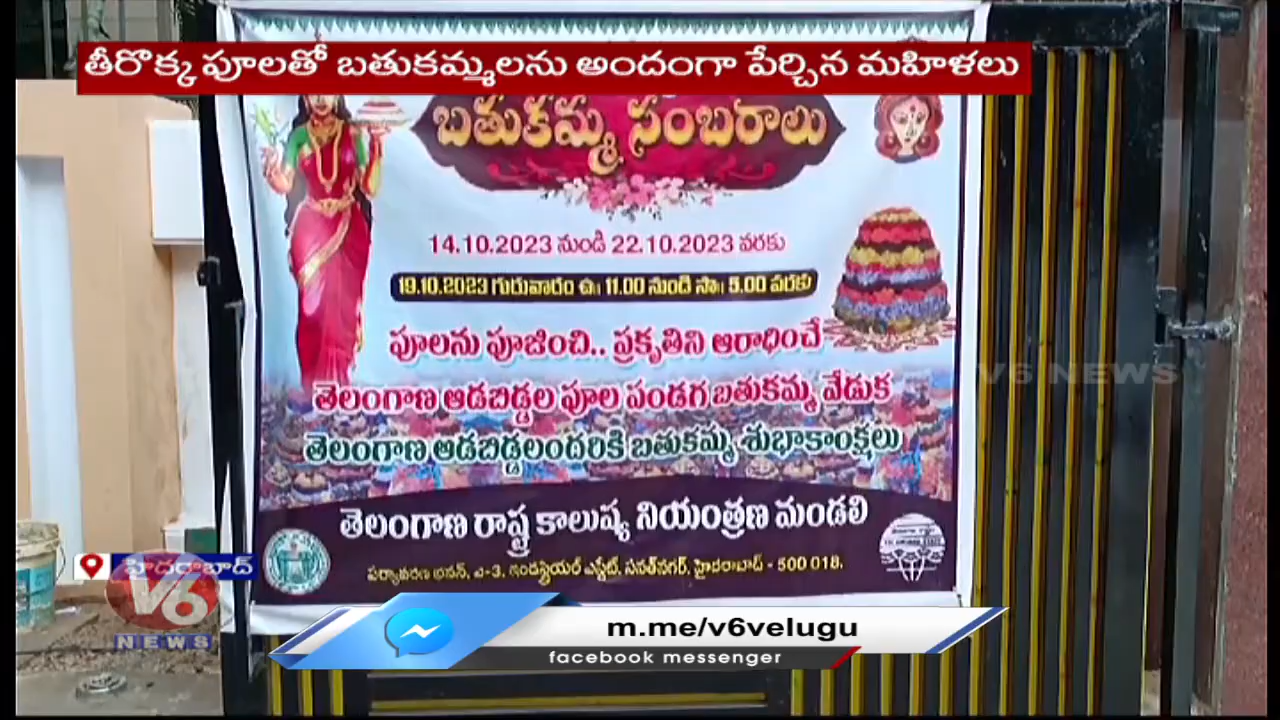 తీరొక్క పూలతో బతుకమ్మలను అందంగా పేర్చిన మహిళలు
బతుకమ్మ సంబరాలు
14.10.2023 నుండి 22.10.2023 వరకు
19.10.2023 గురువారం ఉ॥ 11.00 నుండి సా॥ 5.00 వరకు
పూలను పూజించి.. ప్రకృతిని ఆరాధించే
తెలంగాణ ఆడబిడ్డల పూల పండగ బతుకమ్మ వేడుక
తెలంగాణ ఆడబిడ్డలందరికి బతుకమ్మ శుభాకాంక్షలు
తెలంగాణ రాష్ట్ర కాలుష్య నియంత్రణ మండలి
పర్యావరణ భవన్, ఎ-3, ఇండస్ట్రియల్ ఎస్టేట్, సనత్‌నగర్, హైదరాబాద్ - 500 018.
V6 NEWS
హైదరాబాద్
V6
NEWS
m.me/v6velugu
facebook messenger